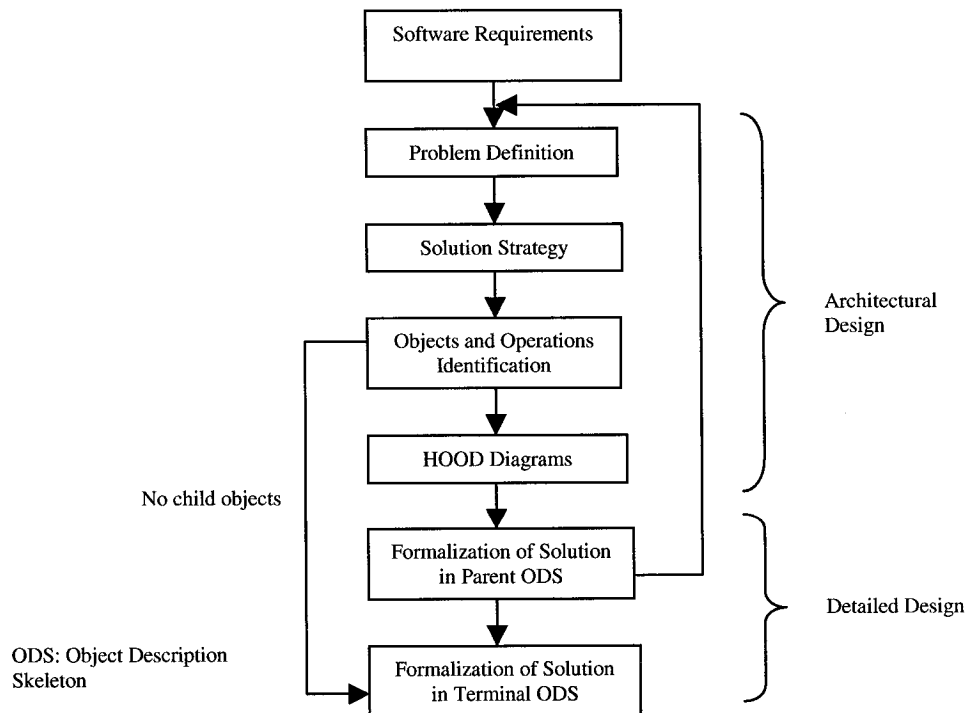 Software Requirements
Problem Definition
Solution Strategy
Objects and Operations
Identification
HOOD Diagrams
Formalization of Solution
in Parent ODS
Formalization of Solution
in Terminal ODS
No child objects
ODS: Object Description
Skeleton
Architectural
Design
Detailed Design